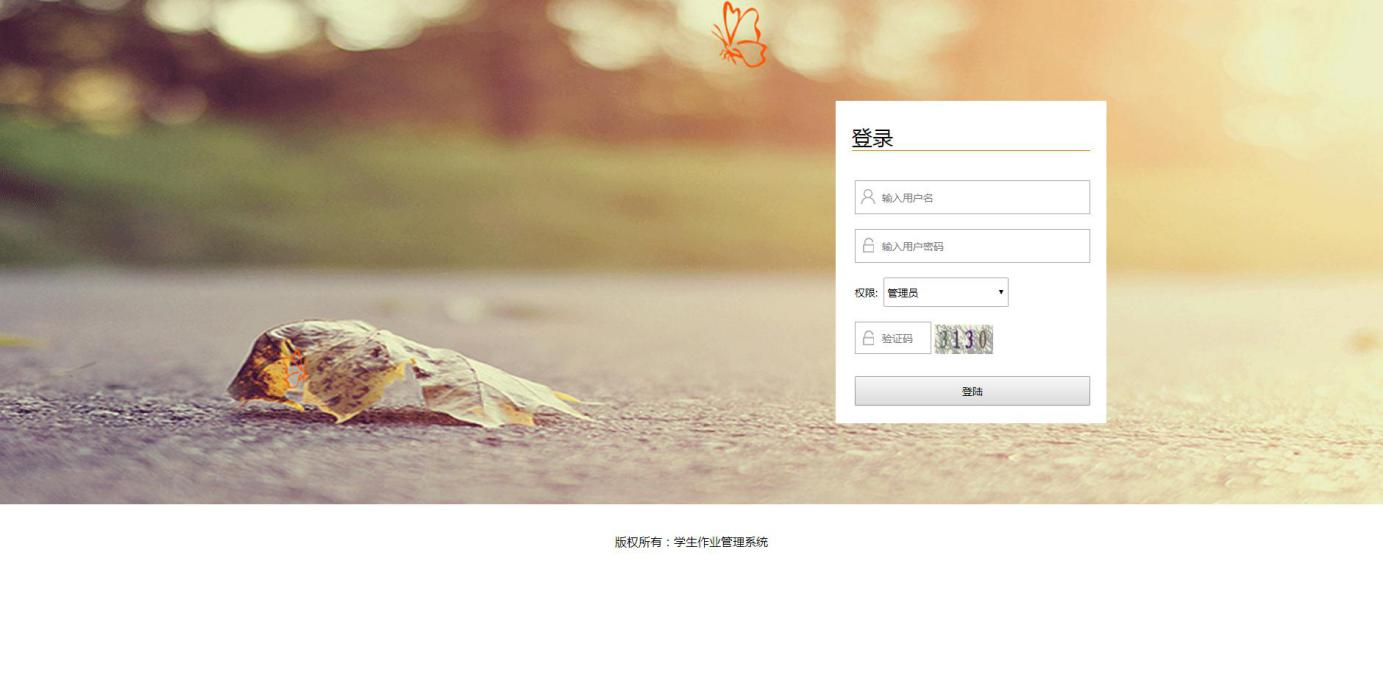 登录
输入用户名
输入用户密码
权限: 管理员
验证码 3130
登陆
版权所有：学生作业管理系统